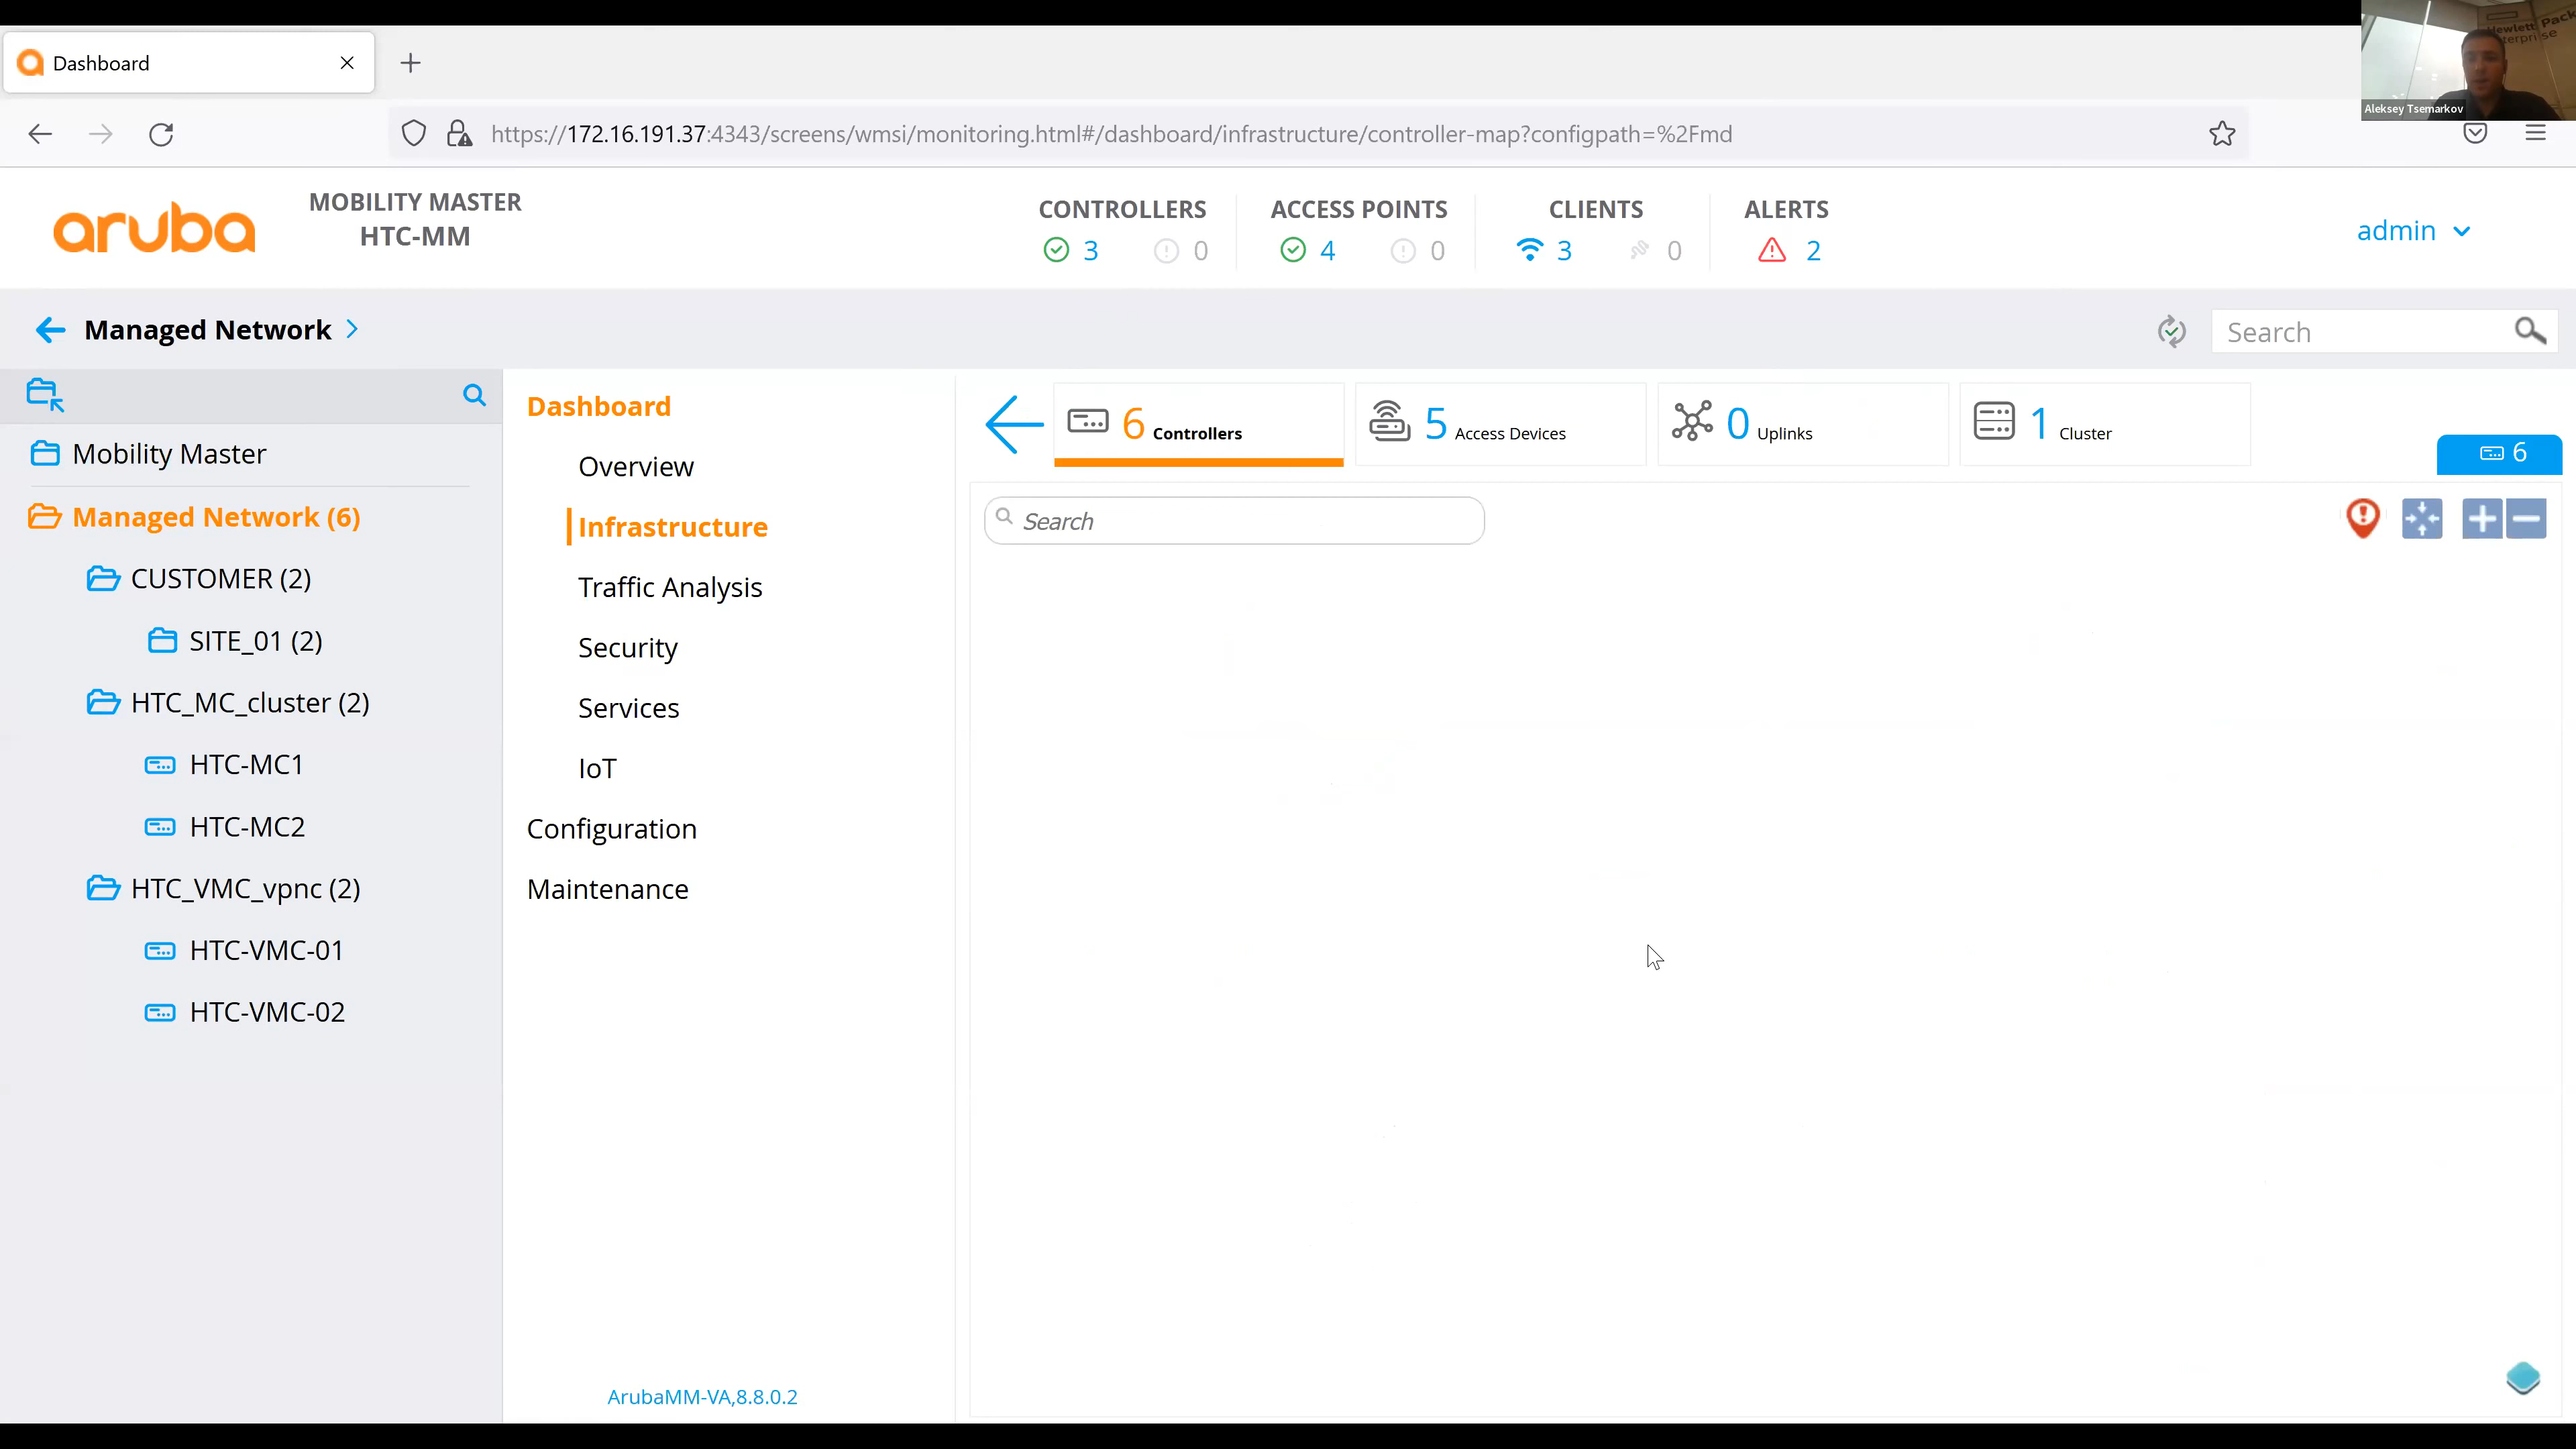 Hewlett Pack
Enterprise
Aleksey Tsemarkov
Dashboard
https://172.16.191.37:4343/screens/wmsi/monitoring.html#/dashboard/infrastructure/controller-map?configpath=%2Fmd
aruba
MOBILITY MASTER
HTC-MM
CONTROLLERS
3 0
ACCESS POINTS
4 0
CLIENTS
3 0
ALERTS
2
admin
Managed Network
Search
Mobility Master
Managed Network (6)
CUSTOMER (2)
SITE_01 (2)
HTC_MC_cluster (2)
HTC-MC1
HTC-MC2
HTC_VMC_vpnc (2)
HTC-VMC-01
HTC-VMC-02
Dashboard
Overview
Infrastructure
Traffic Analysis
Security
Services
IoT
Configuration
Maintenance
ArubaMM-VA,8.8.0.2
6 Controllers
5 Access Devices
0 Uplinks
1 Cluster
6
Search